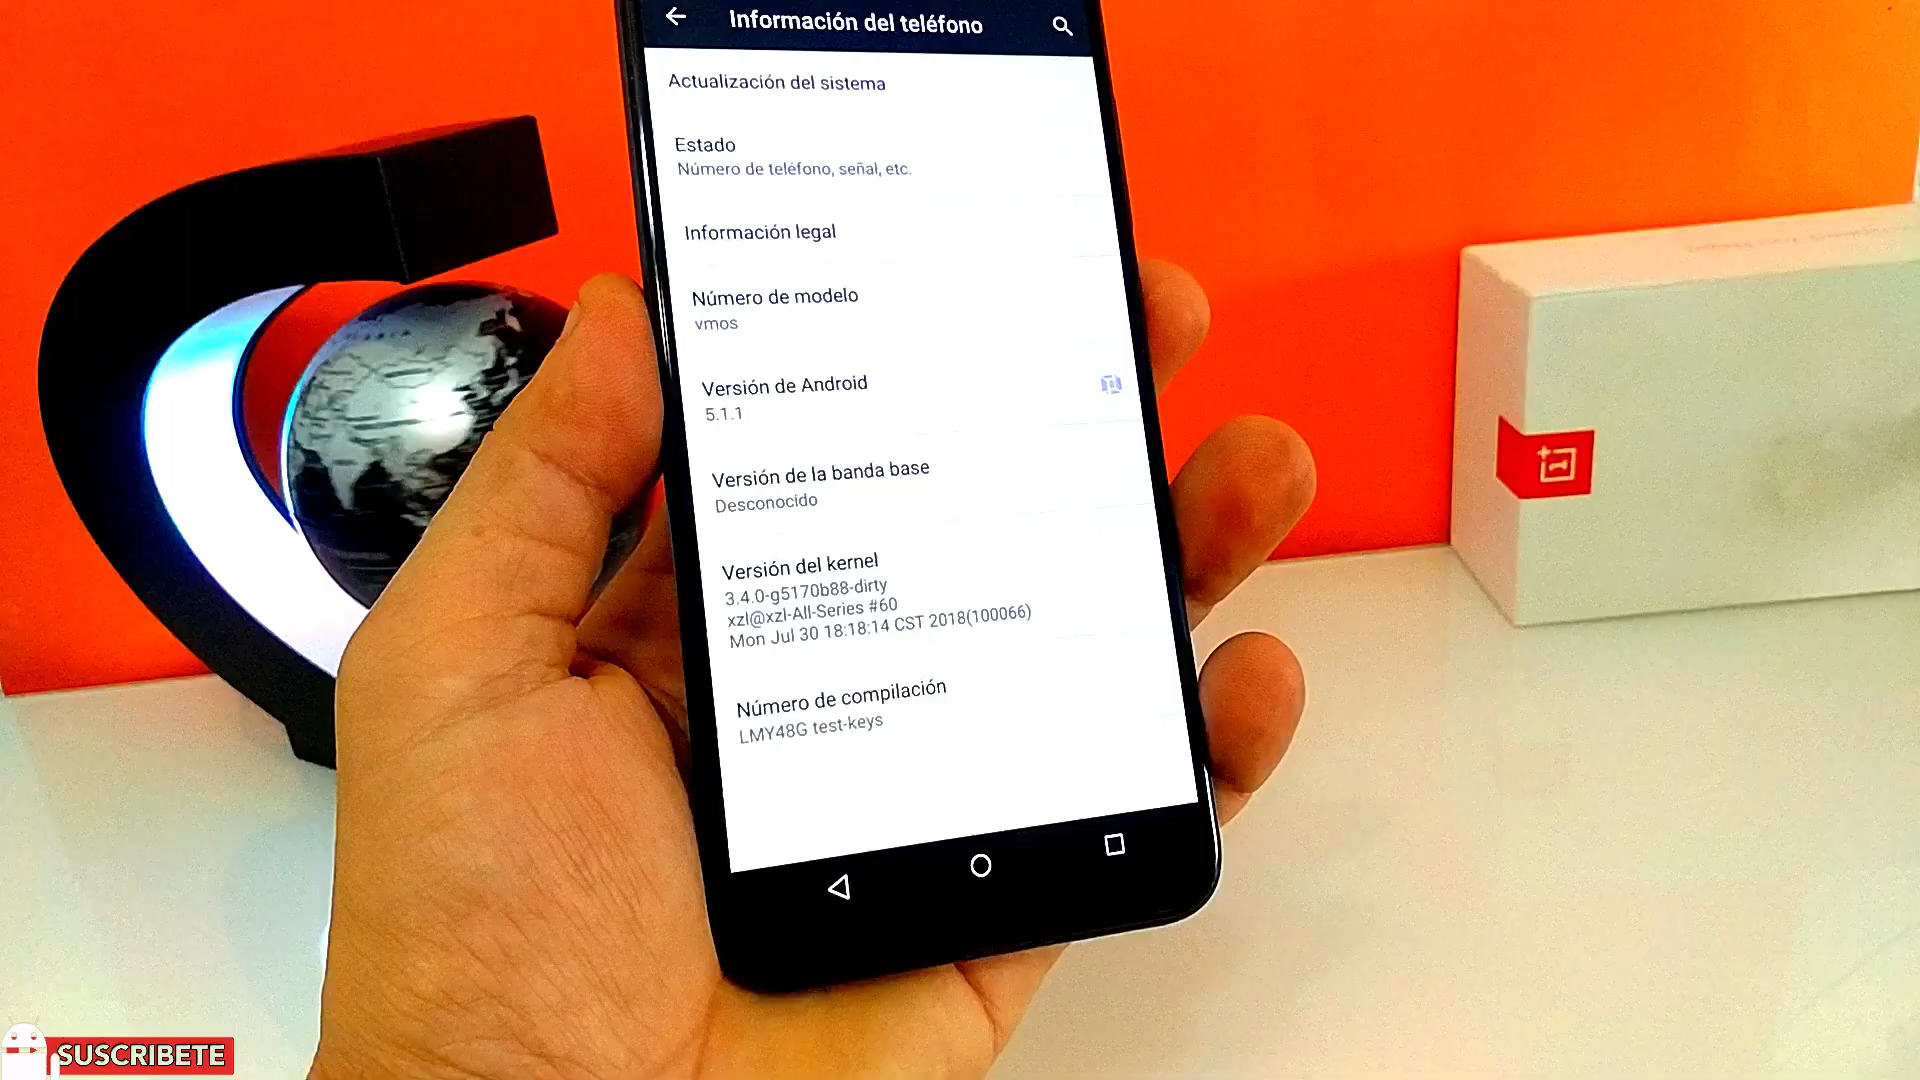 Información del teléfono
Actualización del sistema
Estado
Número de teléfono, señal, etc.
Información legal
Número de modelo
vmos
Versión de Android
5.1.1
Versión de la banda base
Desconocido
Versión del kernel
3.4.0-g5170b88-dirty
xzl@xzl-All-Series #60
Mon Jul 30 18:18:14 CST 2018(100066)
Número de compilación
LMY48G test-keys
SUSCRIBETE